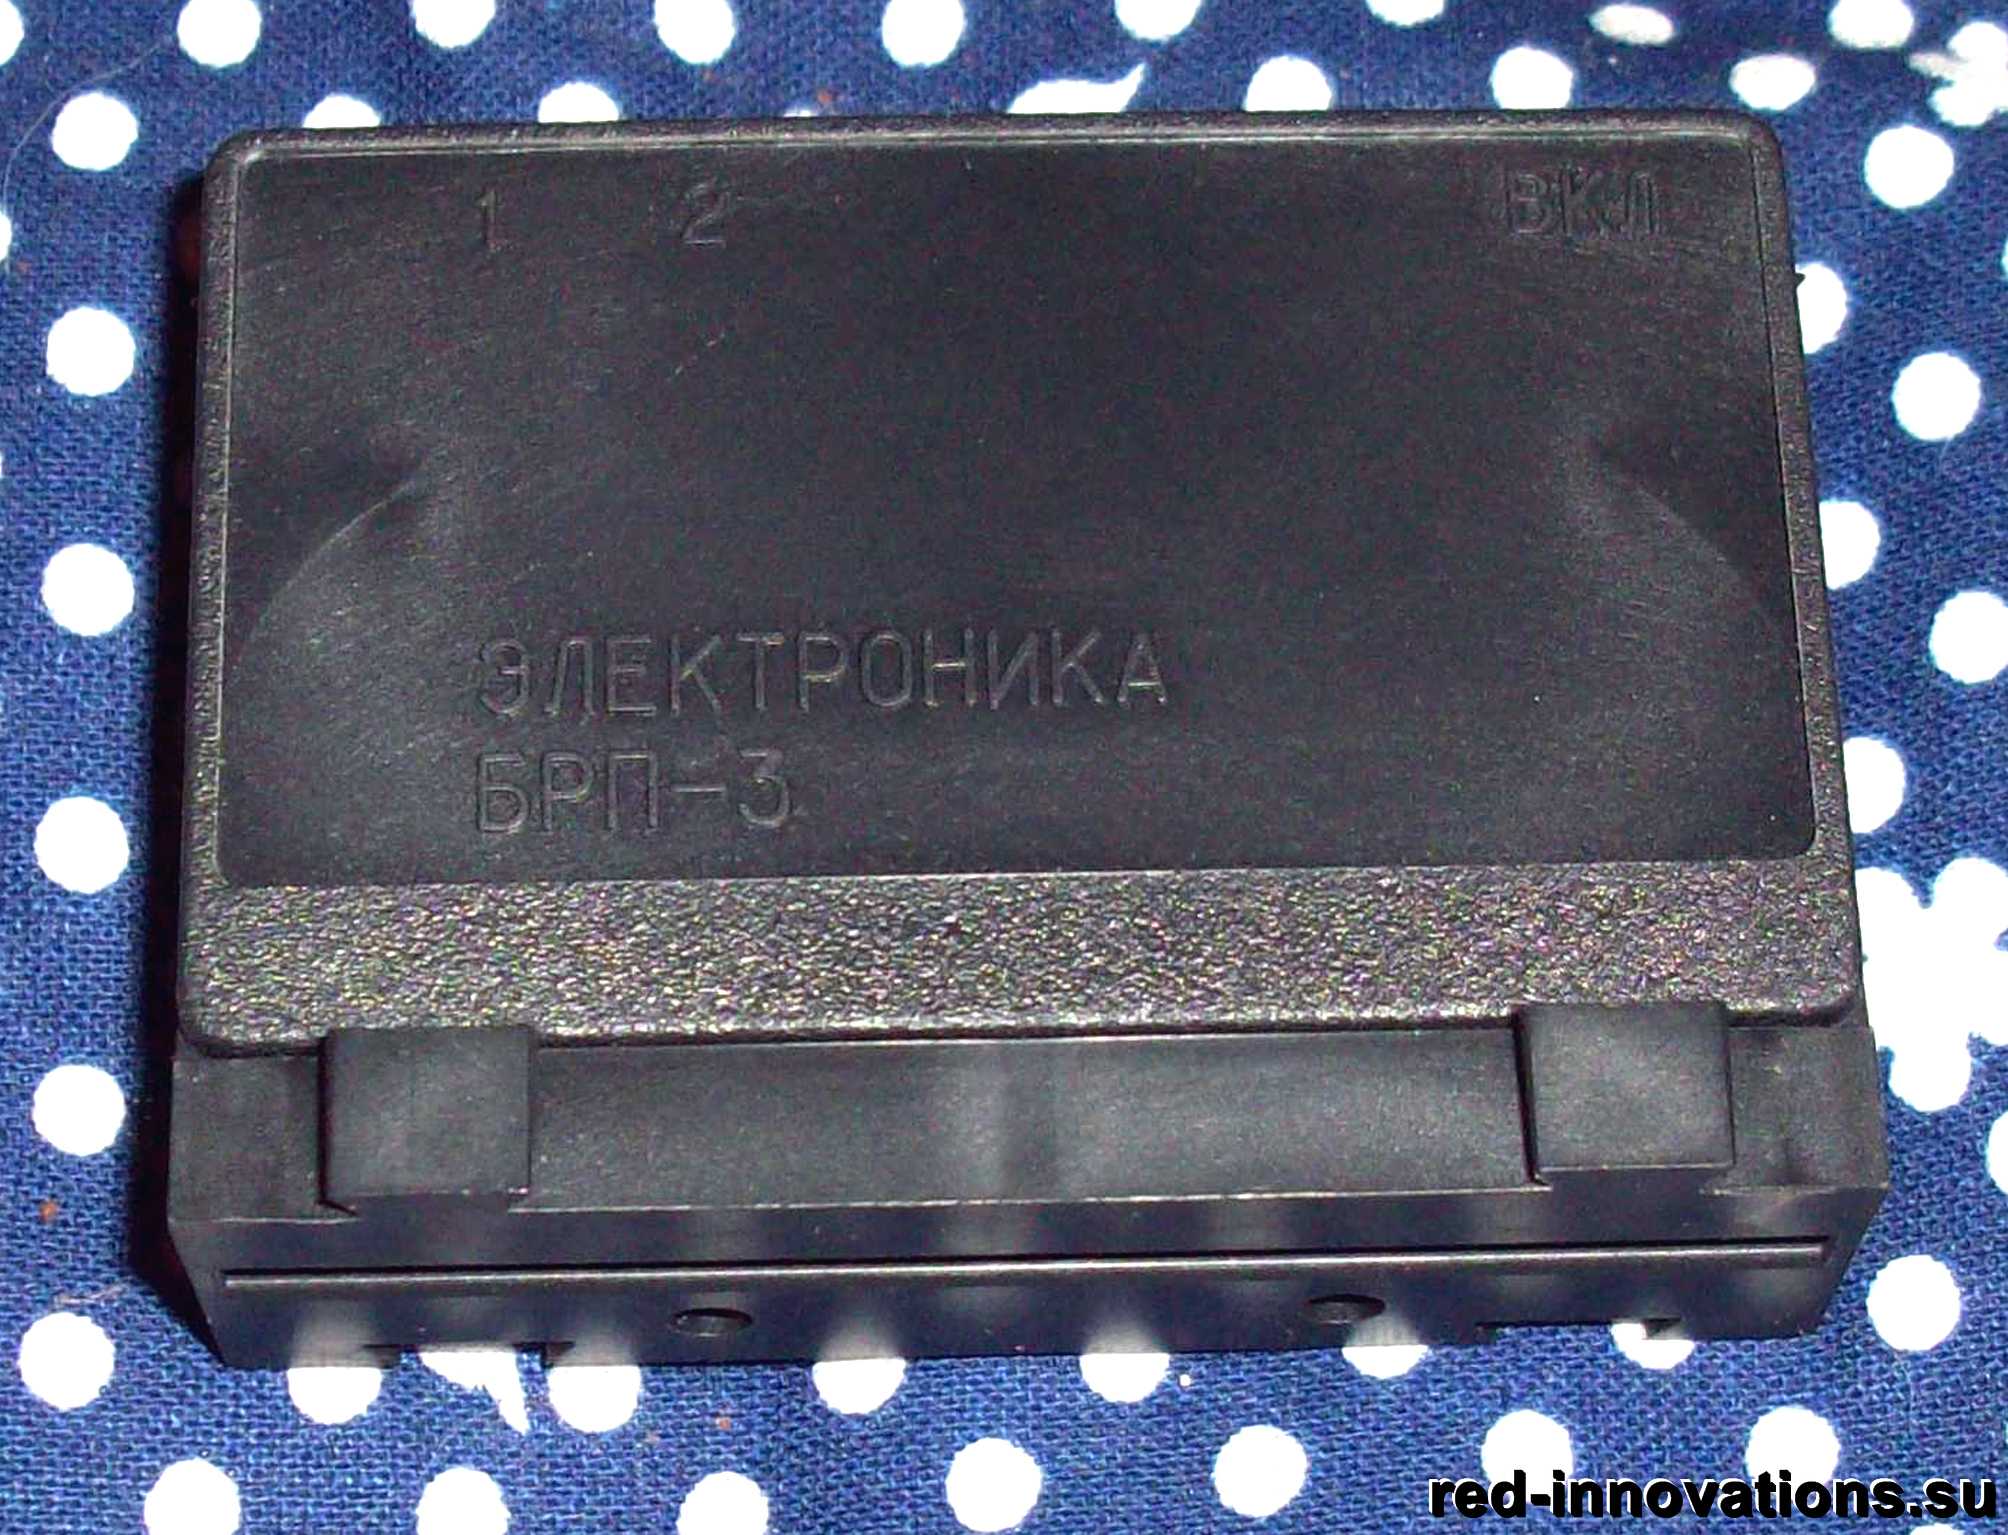 1 2 ВКЛ
ЭЛЕКТРОНИКА
БРП-3
red-innovations.su